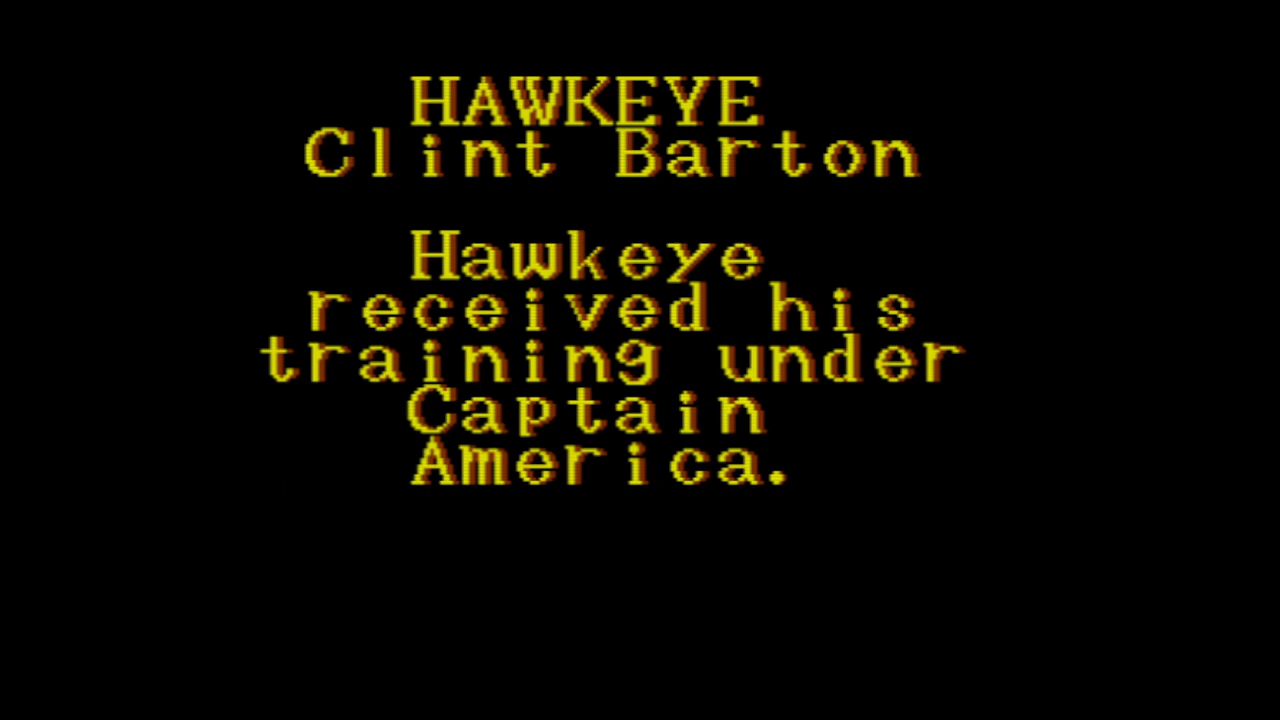 HAWKEYE
Clint Barton
Hawkeye
received his
training under
Captain
America.